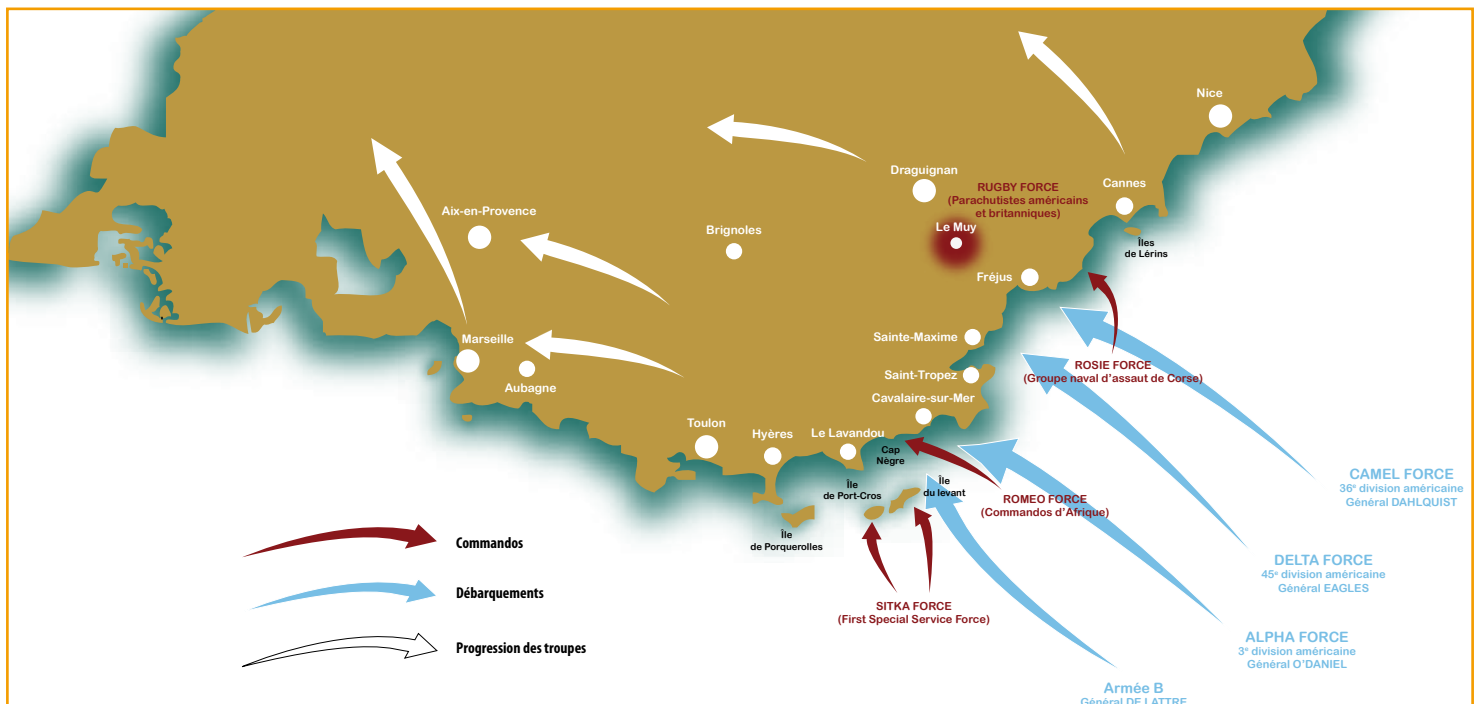 Nice
Draguignan
Cannes
RUGBY FORCE
(Parachutistes américains
et britanniques)
Aix-en-Provence
Brignoles
Le Muy
Îles
de Lérins
Fréjus
Marseille
Sainte-Maxime
ROSIE FORCE
(Groupe naval d'assaut de Corse)
Aubagne
Saint-Tropez
Cavalaire-sur-Mer
Toulon
Hyères
Le Lavandou
Cap
Nègre
Île
de Port-Cros
Île
du levant
ROMEO FORCE
(Commandos d'Afrique)
CAMEL FORCE
36e division américaine
Général DAHLQUIST
Île
de Porquerolles
Commandos
DELTA FORCE
45e division américaine
Général EAGLES
Débarquements
SITKA FORCE
(First Special Service Force)
ALPHA FORCE
3e division américaine
Général O'DANIEL
Progression des troupes
Armée B
Général DE LATTRE